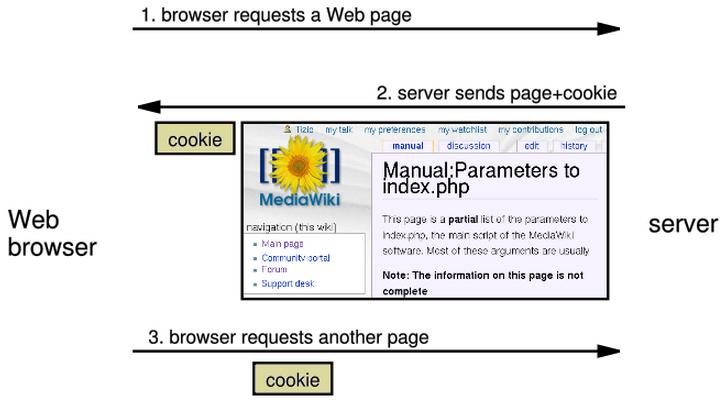 1. browser requests a Web page
2. server sends page+cookie
cookie
Tizio my talk my preferences my watchlist my contributions log out
manual discussion edit history
[[MediaWiki]]
Manual:Parameters to
index.php
This page is a partial list of the parameters to
index.php, the main script of the MediaWiki
software. Most of these arguments are usually
Note: The information on this page is not
complete
navigation (this wiki)
Main page
Community portal
Forum
Support desk
Web
browser
server
3. browser requests another page
cookie